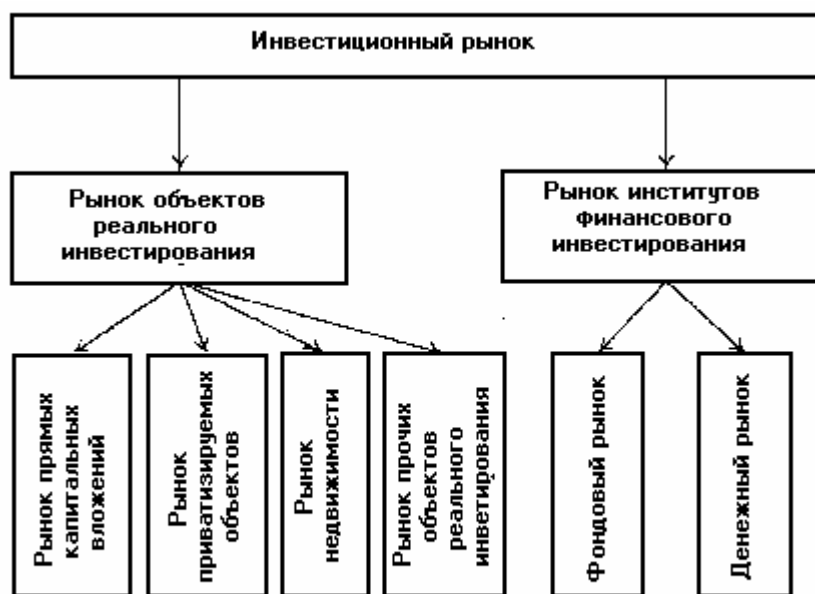 Инвестиционный рынок
Рынок объектов
реального
инвестирования
Рынок институтов
финансового
инвестирования
Рынок прямых
капитальных
вложений
Рынок
приватизируемых
объектов
Рынок
недвижимости
Рынок прочих
объектов
реального
инветирования
Фондовый рынок
Денежный рынок